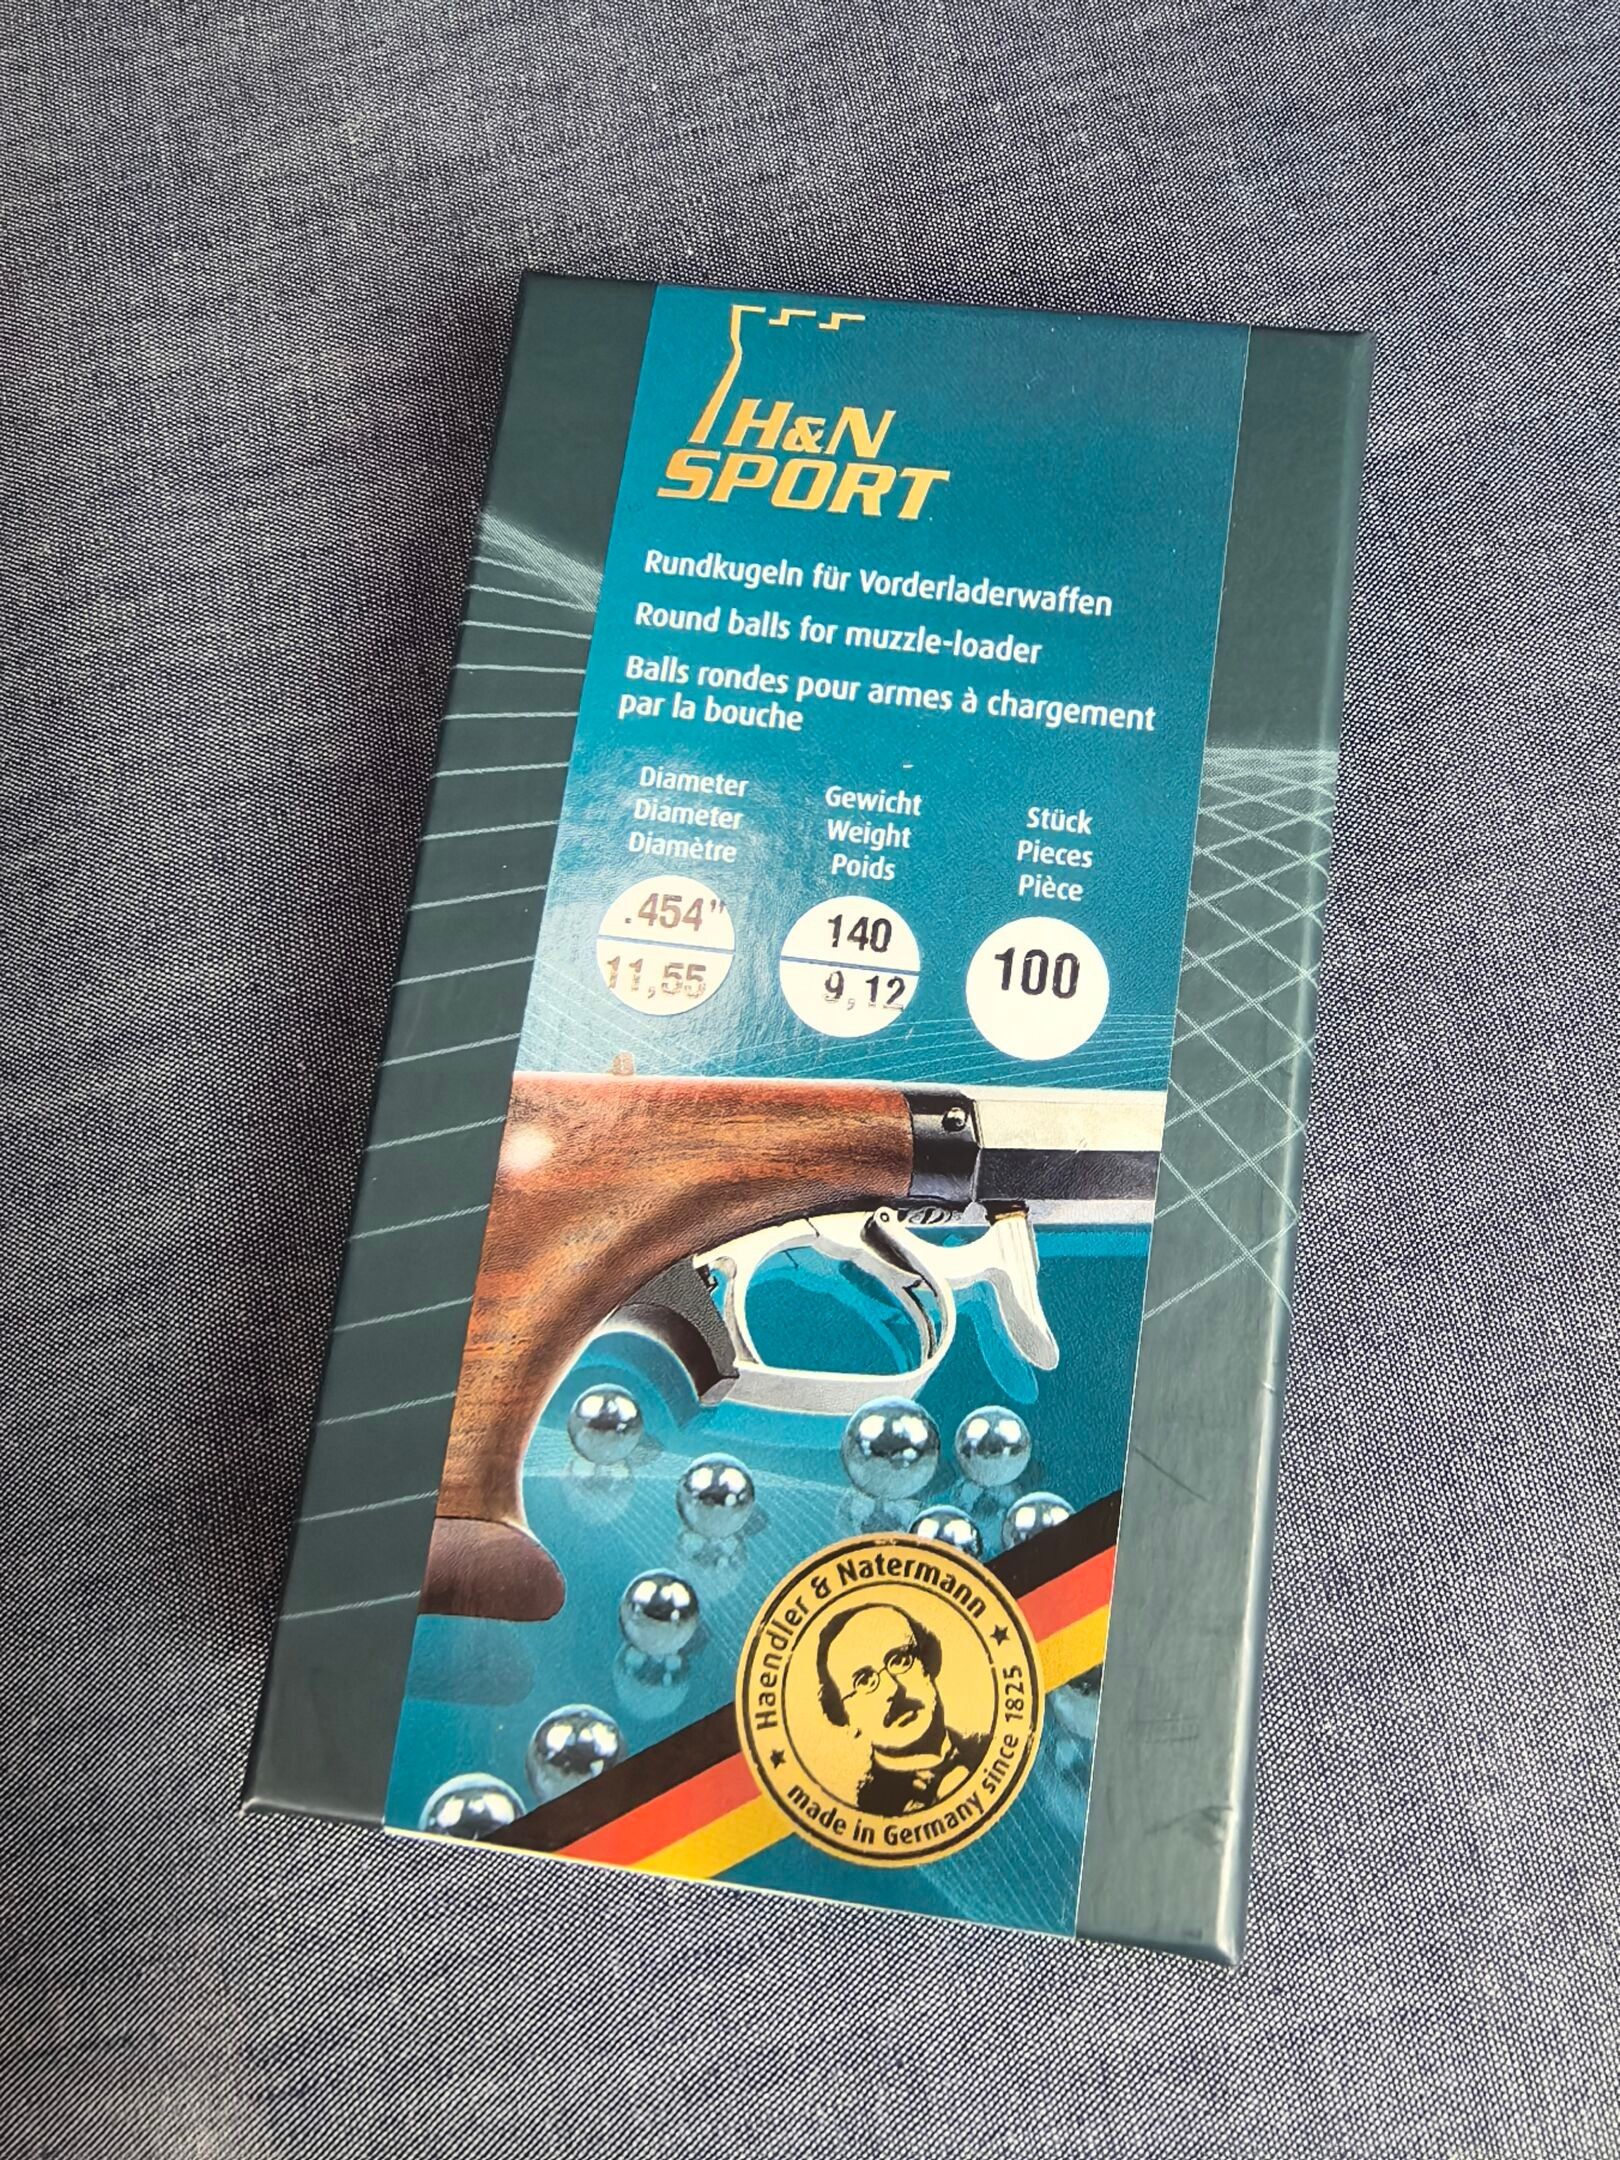 H&N
SPORT
Rundkugeln für Vorderladerwaffen
Round balls for muzzle-loader
Balls rondes pour armes à chargement
par la bouche
Diameter
Diameter
Diamètre
.454"
11,55
Gewicht
Weight
Poids
140
9,12
Stück
Pieces
Pièce
100
Haendler & Natermann
made in Germany since 1825